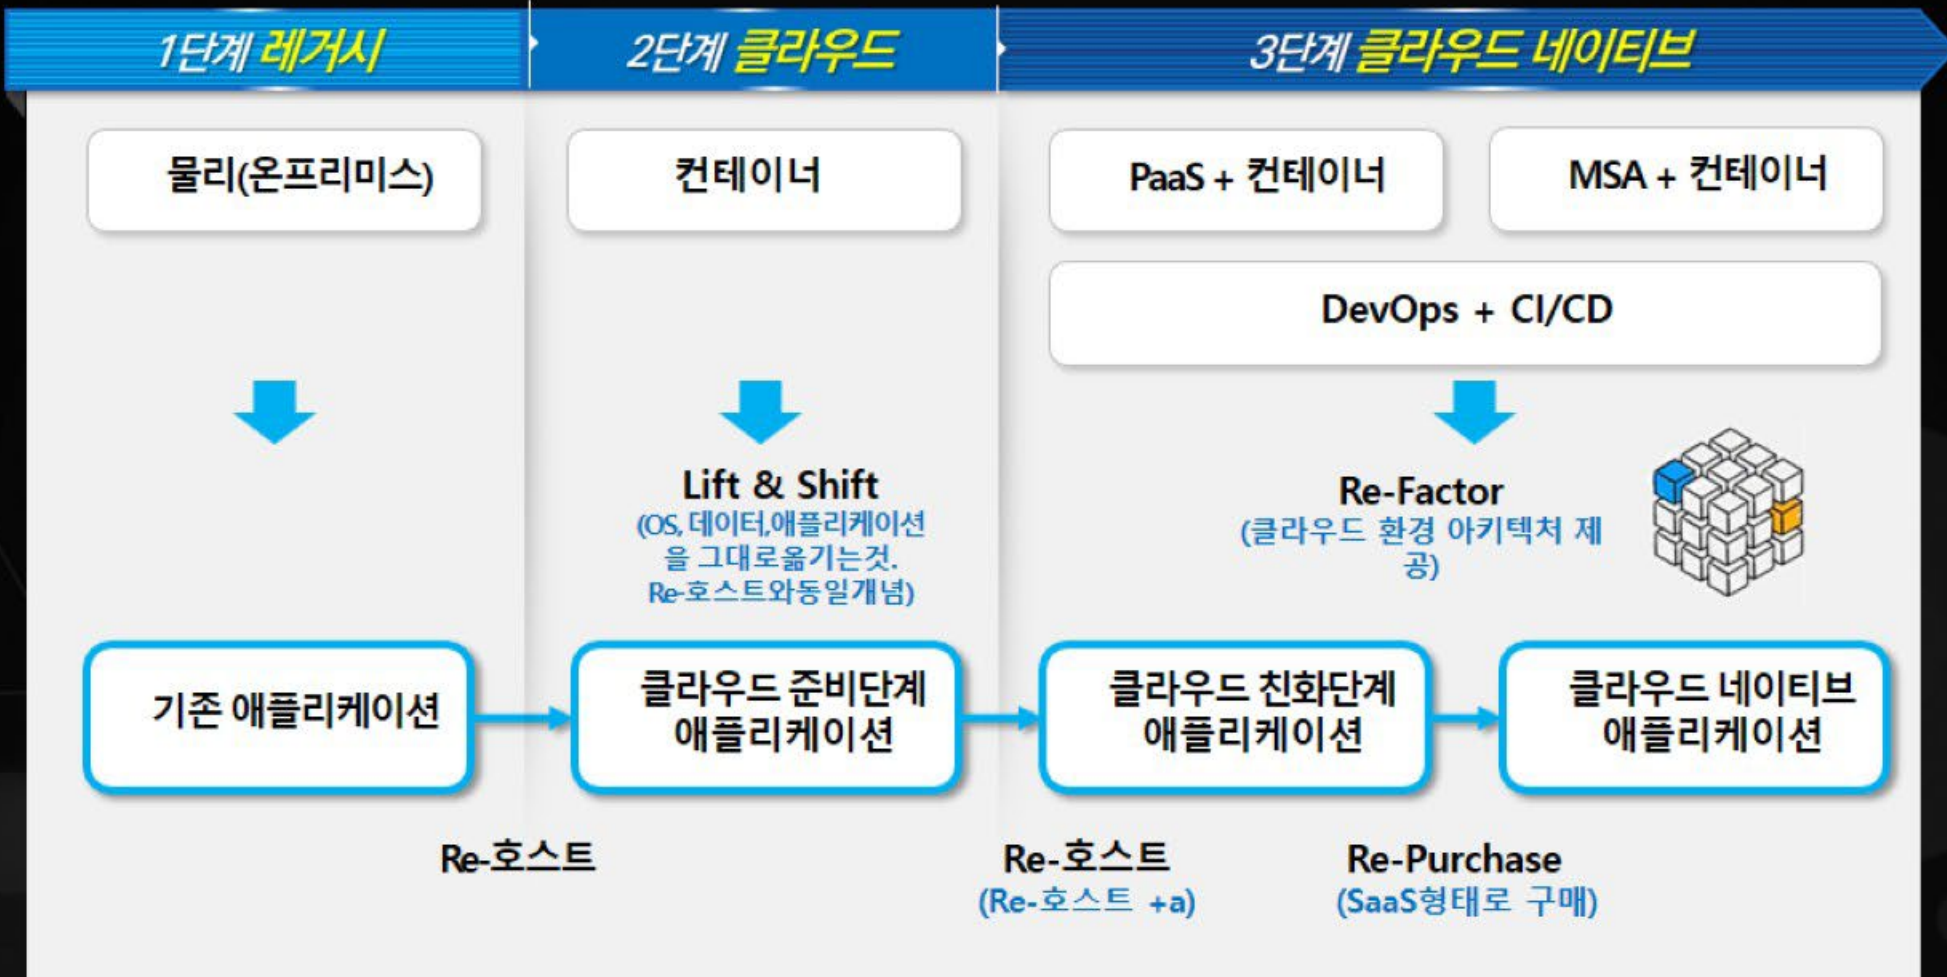 1단계 레거시
2단계 클라우드
3단계 클라우드 네이티브
물리(온프리미스)
컨테이너
PaaS + 컨테이너
MSA + 컨테이너
DevOps + CI/CD
Lift & Shift
(OS, 데이터,애플리케이션
을 그대로옮기는것.
Re-호스트와동일개념)
Re-Factor
(클라우드 환경 아키텍처 제
공)
기존 애플리케이션
클라우드 준비단계
애플리케이션
클라우드 친화단계
애플리케이션
클라우드 네이티브
애플리케이션
Re-호스트
Re-호스트
(Re-호스트 +a)
Re-Purchase
(SaaS형태로 구매)